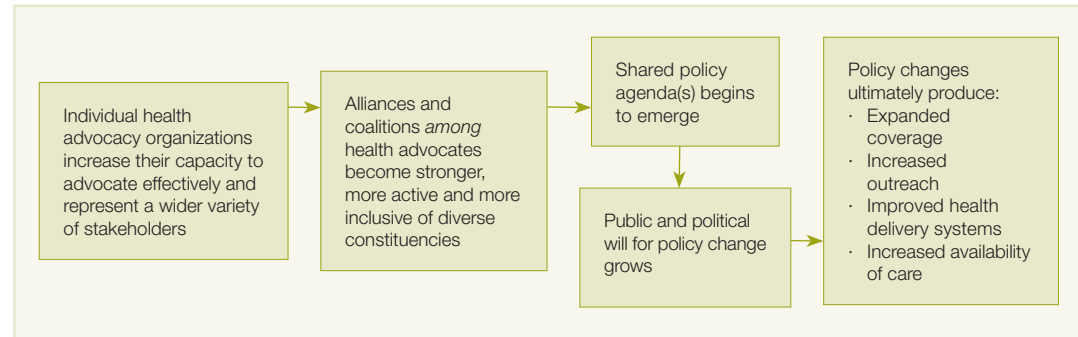 Individual health
advocacy organizations
increase their capacity to
advocate effectively and
represent a wider variety
of stakeholders
Alliances and
coalitions among
health advocates
become stronger,
more active and more
inclusive of diverse
constituencies
Shared policy
agenda(s) begins
to emerge
Public and political
will for policy change
grows
Policy changes
ultimately produce:
· Expanded
coverage
· Increased
outreach
· Improved health
delivery systems
· Increased availability
of care